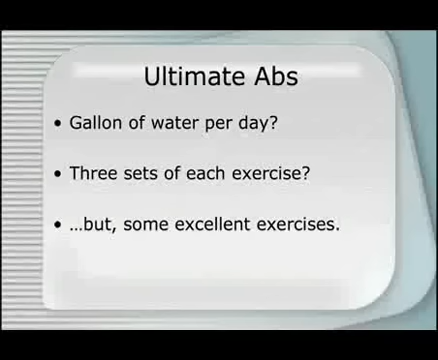 Ultimate Abs
• Gallon of water per day?
• Three sets of each exercise?
• ...but, some excellent exercises.